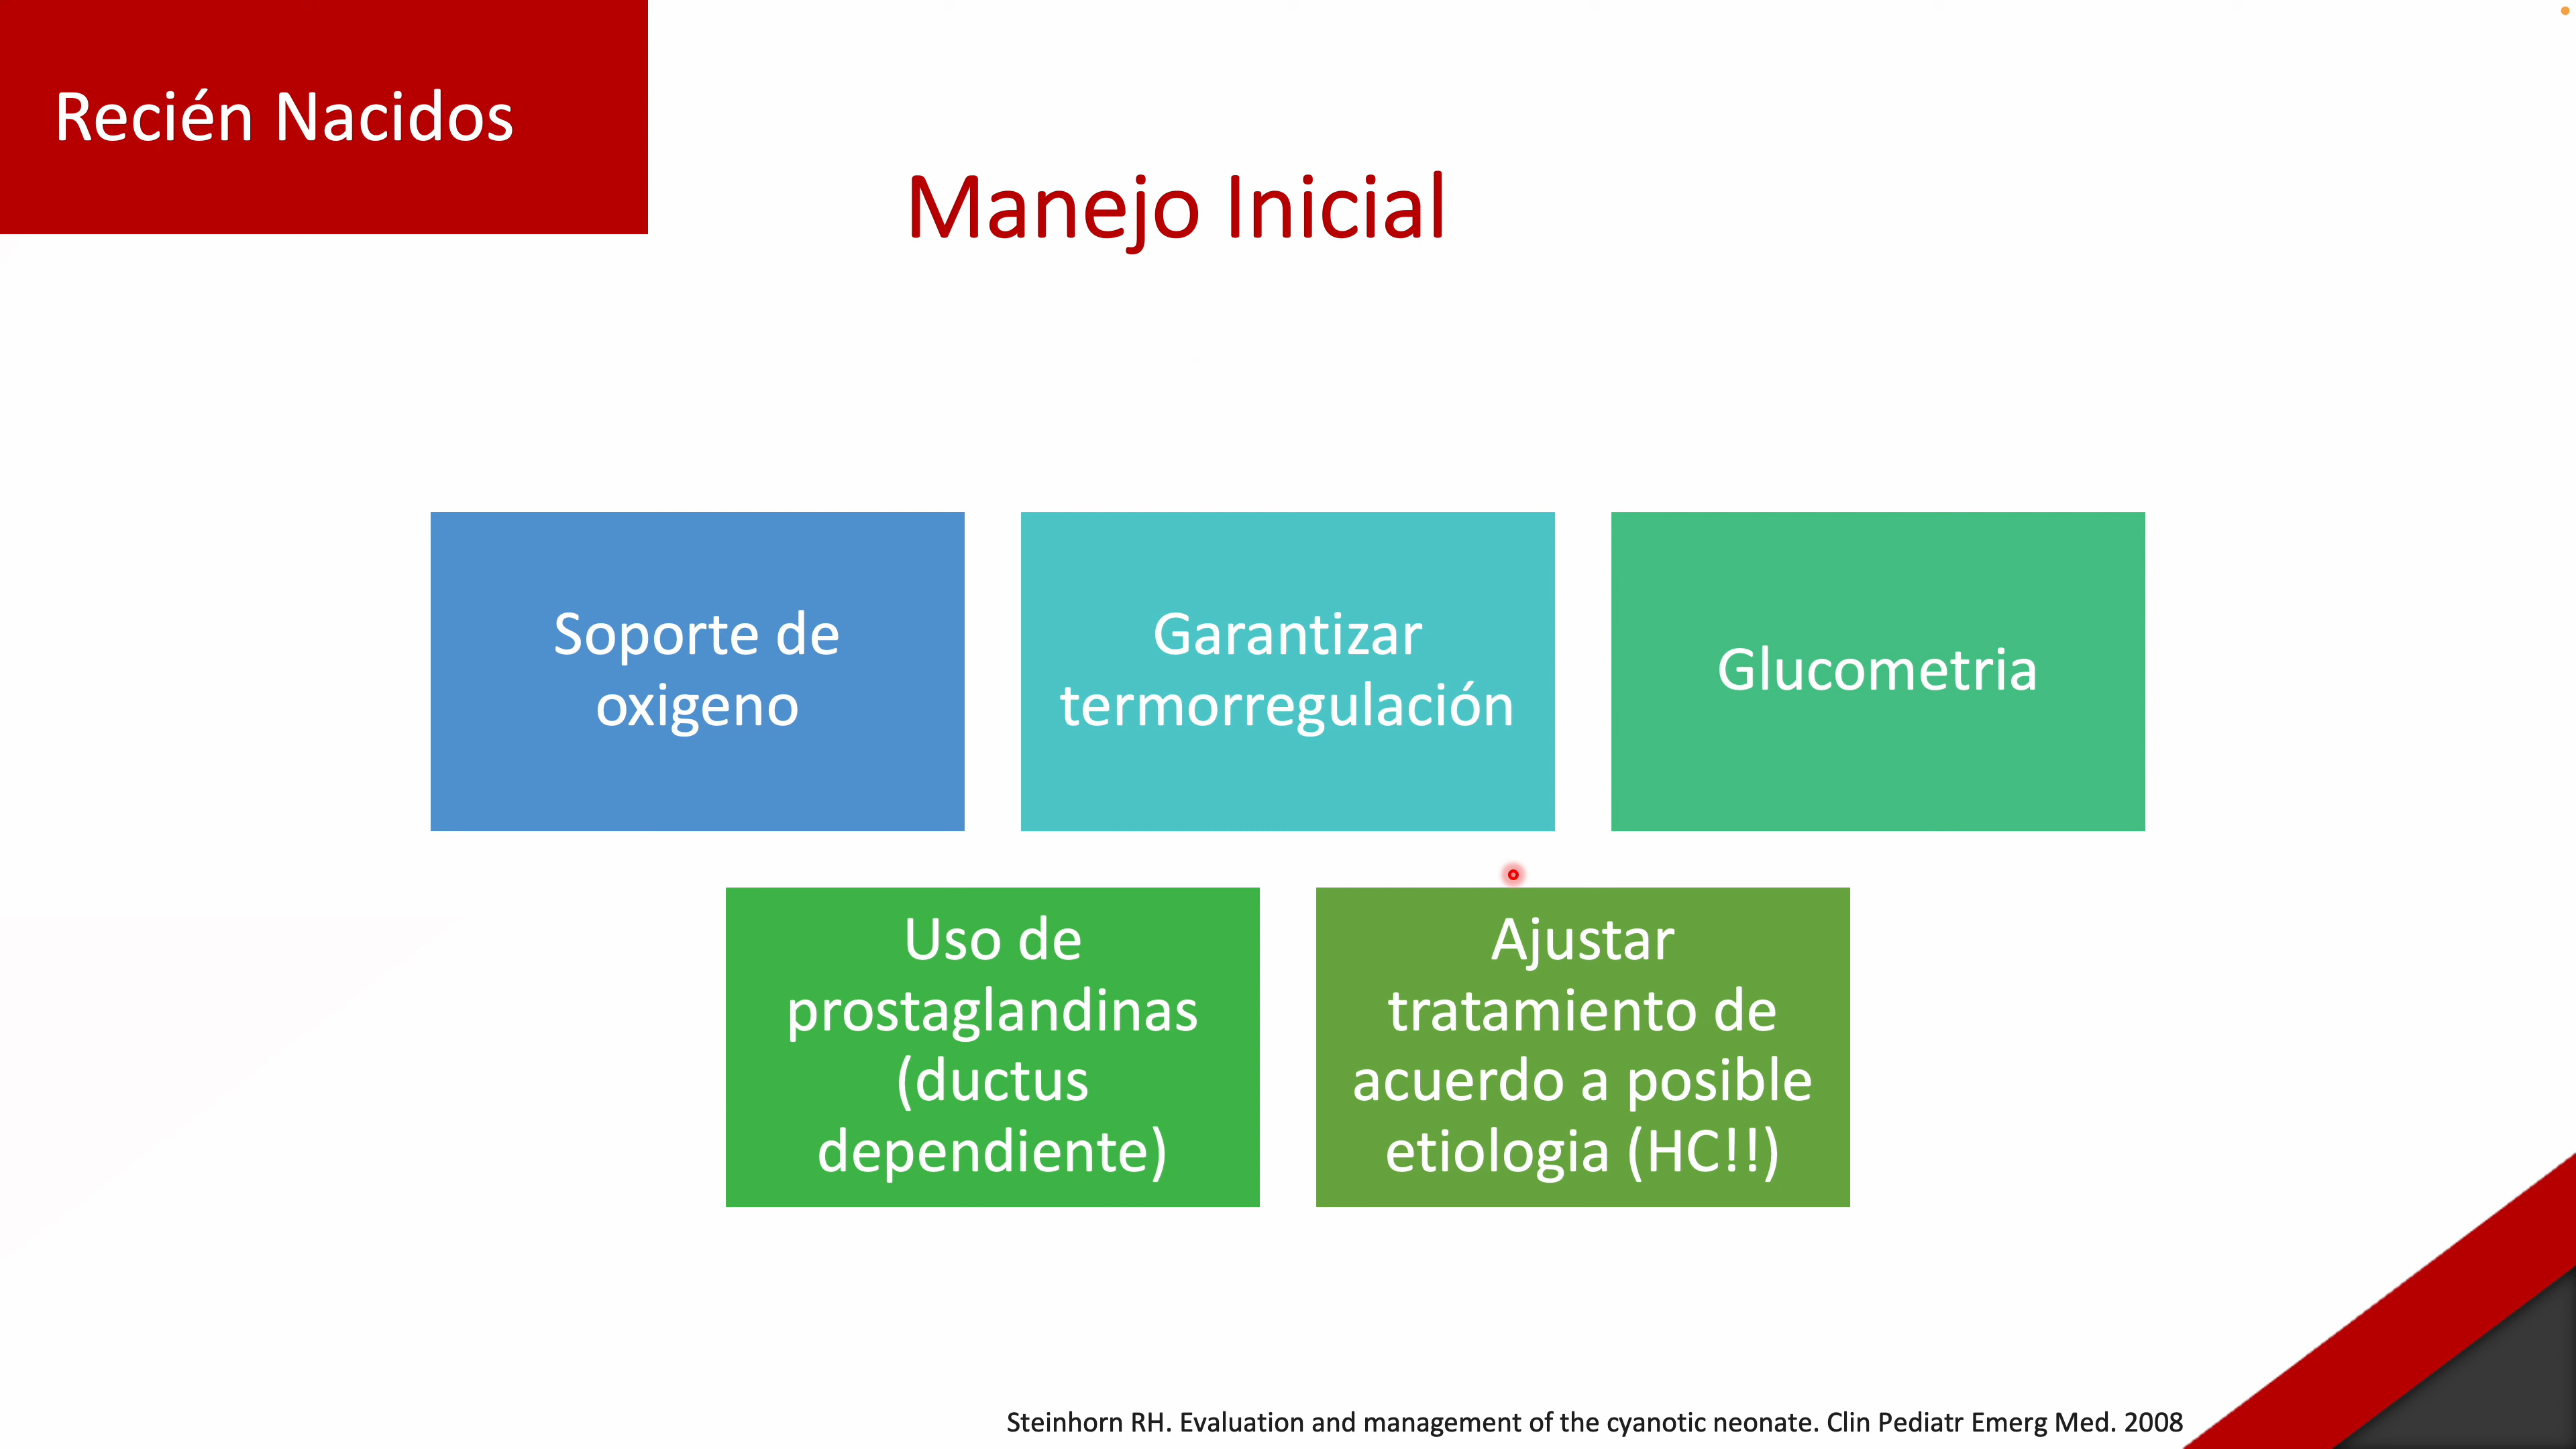 Recién Nacidos
Manejo Inicial
Soporte de
oxigeno
Garantizar
termorregulación
Glucometria
Uso de
prostaglandinas
(ductus
dependiente)
Ajustar
tratamiento de
acuerdo a posible
etiologia (HC!!)
Steinhorn RH. Evaluation and management of the cyanotic neonate. Clin Pediatr Emerg Med. 2008